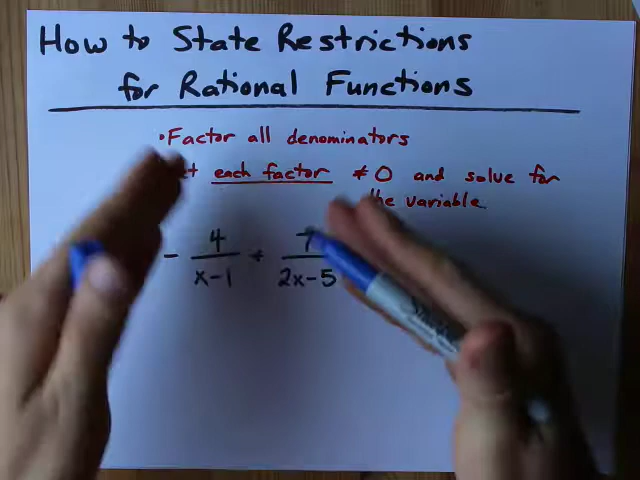 How to State Restrictions
for Rational Functions
• Factor all denominators
each factor ≠ 0 and solve for
the variable
- 4/(x-1) + 7/(2x-5)